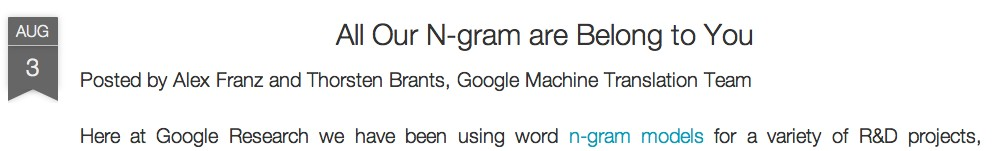 AUG
3
All Our N-gram are Belong to You
Posted by Alex Franz and Thorsten Brants, Google Machine Translation Team
Here at Google Research we have been using word n-gram models for a variety of R&D projects,